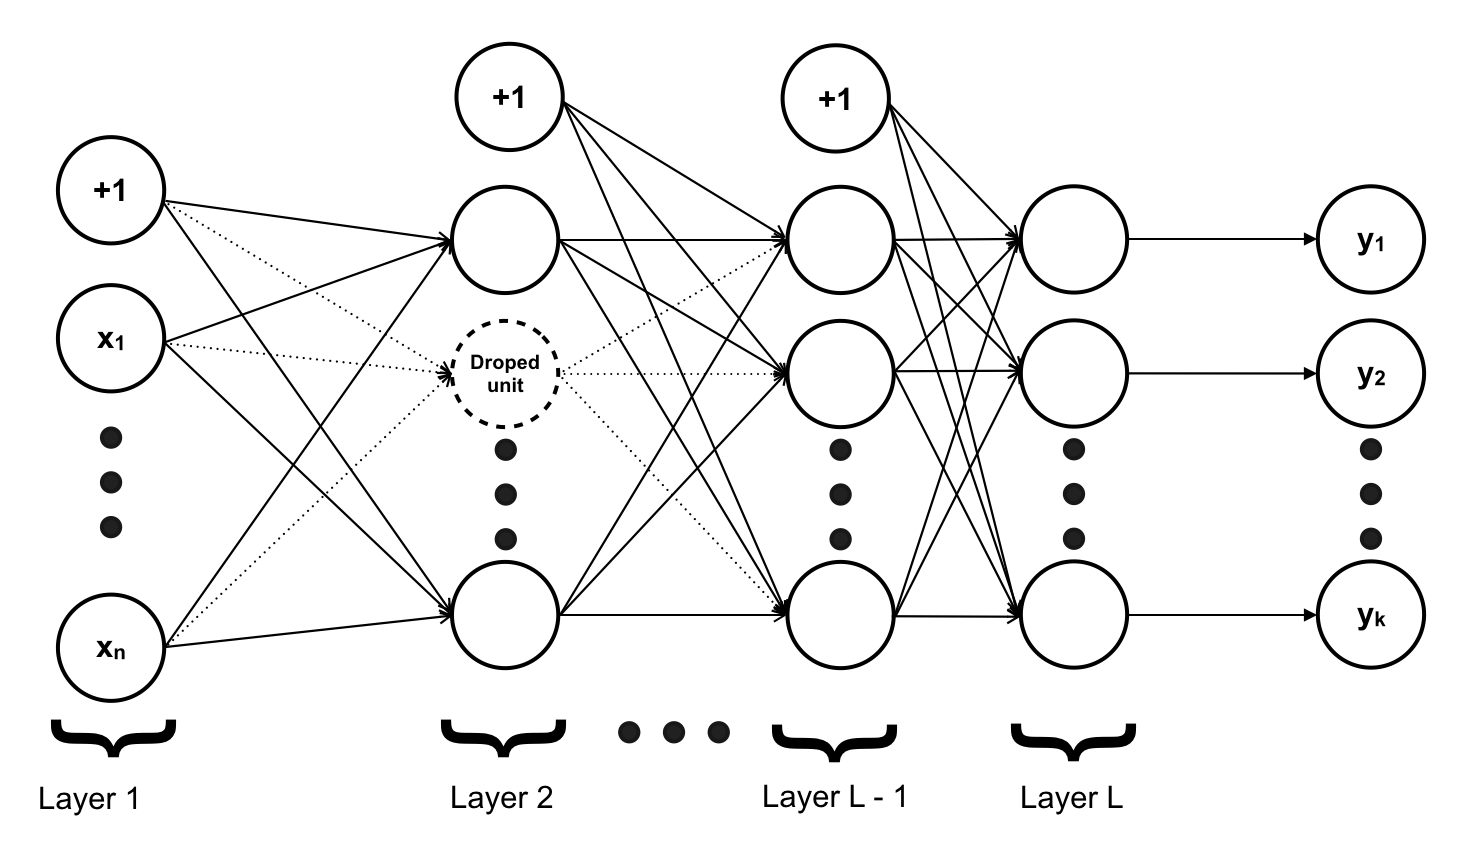 +1
+1
+1
x1
xn
Droped
unit
y1
y2
yk
Layer 1
Layer 2
Layer L - 1
Layer L